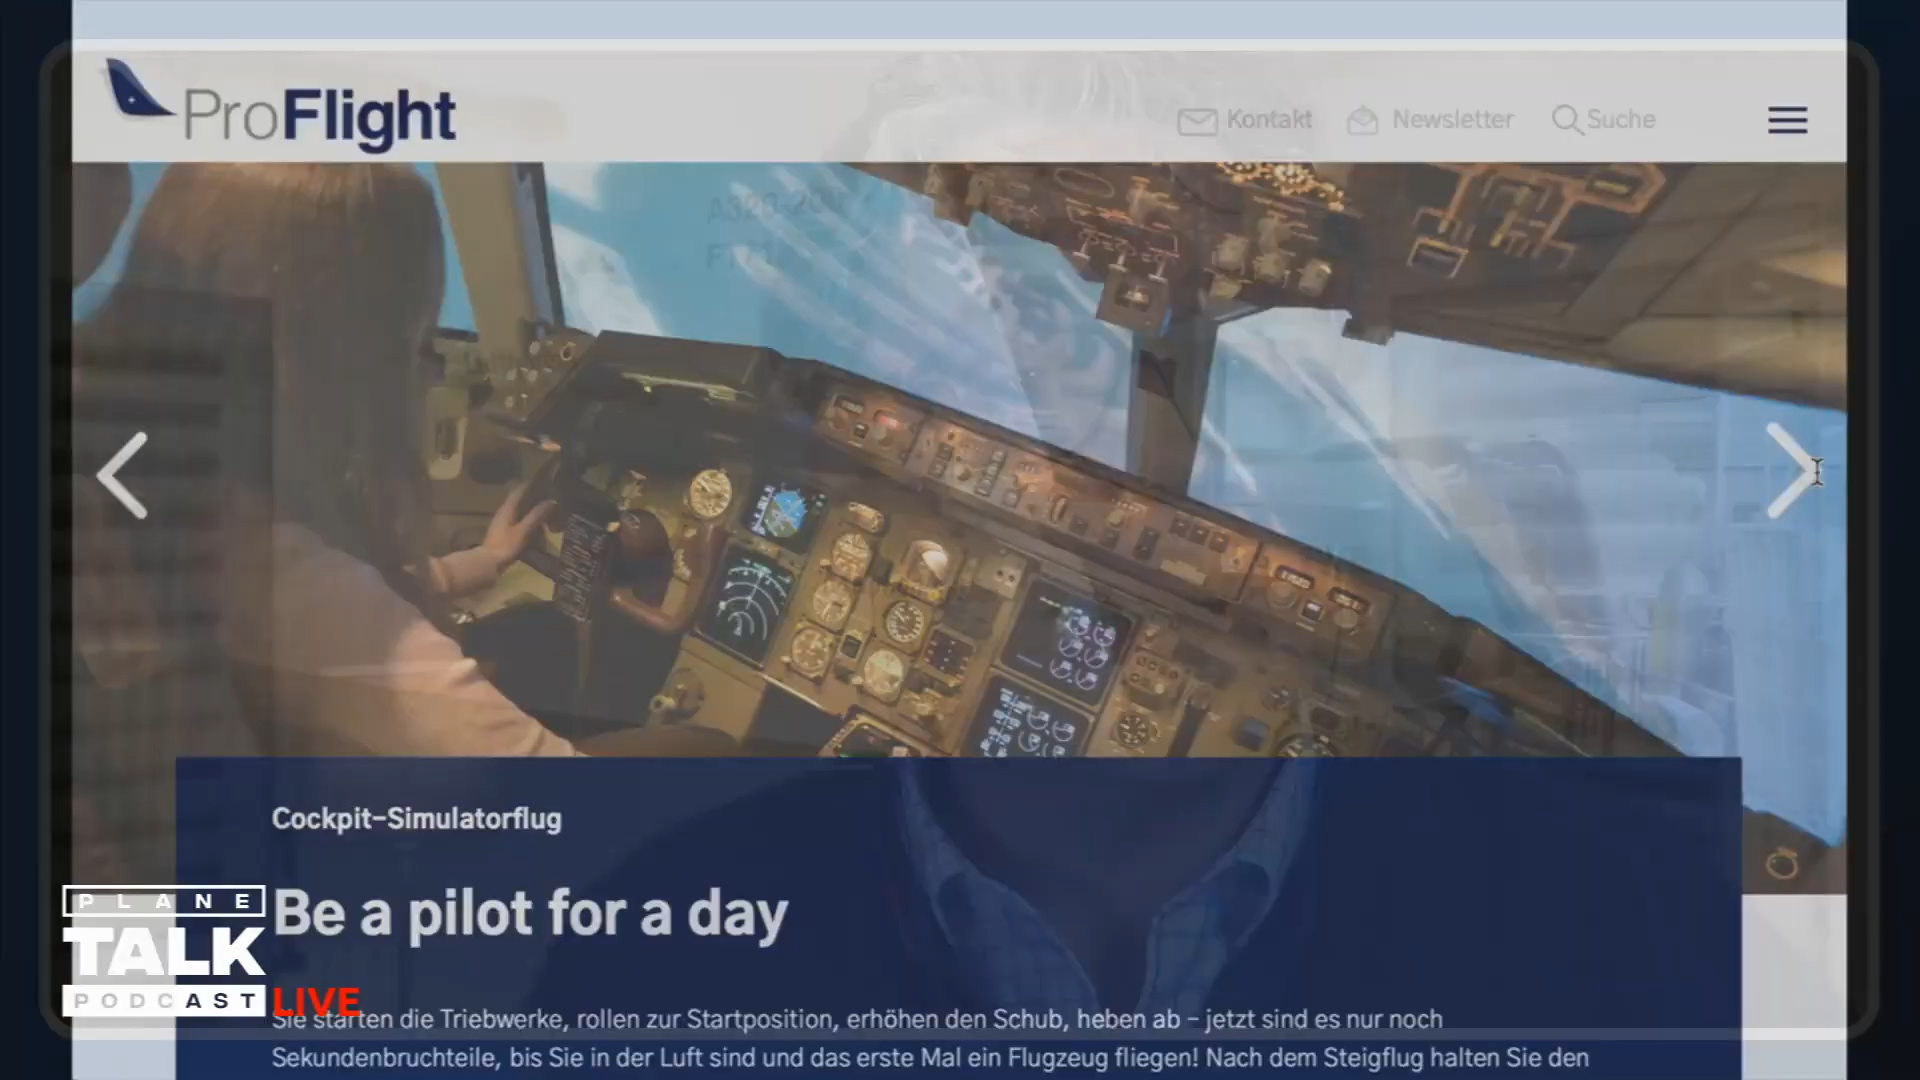 ProFlight
Kontakt
Newsletter
Suche
A320-200
Cockpit-Simulatorflug
Be a pilot for a day
PLANE
TALK
PODCAST
LIVE
Sie starten die Triebwerke, rollen zur Startposition, erhöhen den Schub, heben ab – jetzt sind es nur noch
Sekundenbruchteile, bis Sie in der Luft sind und das erste Mal ein Flugzeug fliegen! Nach dem Steigflug halten Sie den